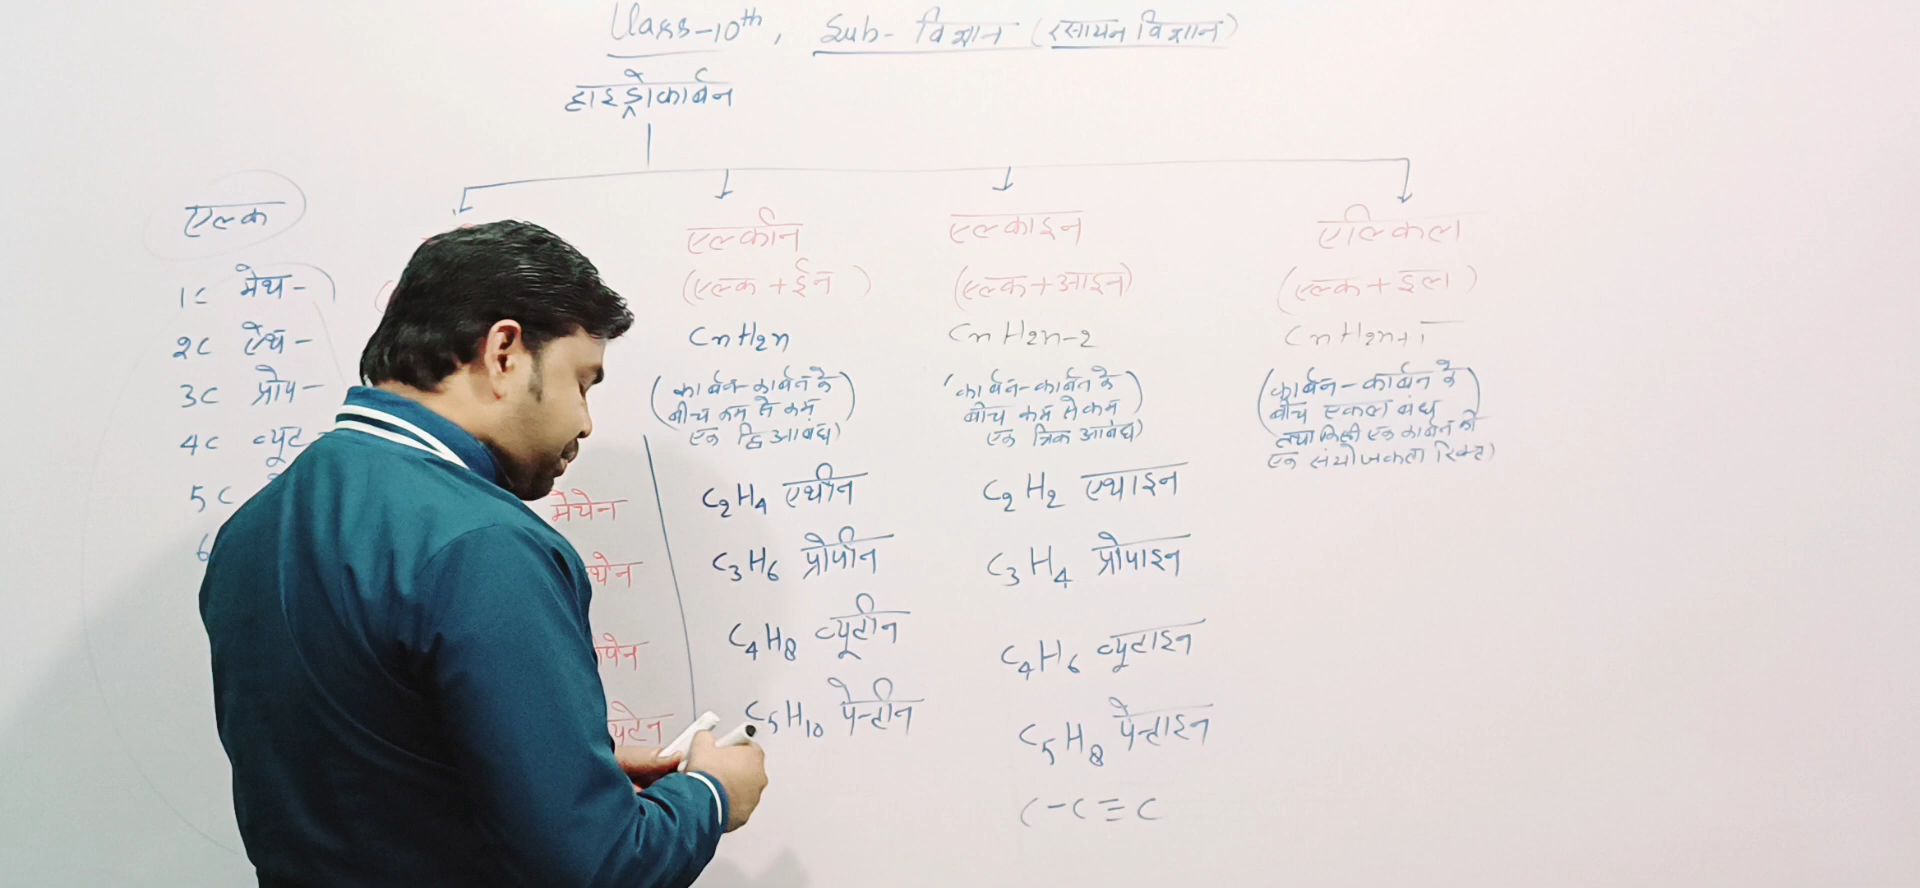 Class-10th, Sub- विज्ञान (रसायन विज्ञान)
हाइड्रोकार्बन
एल्क
1C मेथ-
2C ऐथ-
3C प्रोप-
4C ब्यूट-
5C
6
मेथेन
थेन
पेन
यूटेन
एल्कीन
(एल्क + ईन)
CnH2n
(कार्बन-कार्बन के
बीच कम से कम
एक द्वि आबंध)
C2H4 एथीन
C3H6 प्रोपीन
C4H8 ब्यूटीन
C5H10 पेन्टीन
एल्काइन
(एल्क+आइन)
CnH2n-2
(कार्बन-कार्बन के
बीच कम से कम
एक त्रिक आबंध)
C2H2 एथाइन
C3H4 प्रोपाइन
C4H6 ब्यूटाइन
C5H8 पेन्टाइन
C-C≡C
एल्किल
(एल्क + इल)
CnH2n+1
(कार्बन-कार्बन के
बीच एकल बंध
तथा किसी एक कार्बन की
एक संयोजकता रिक्त)